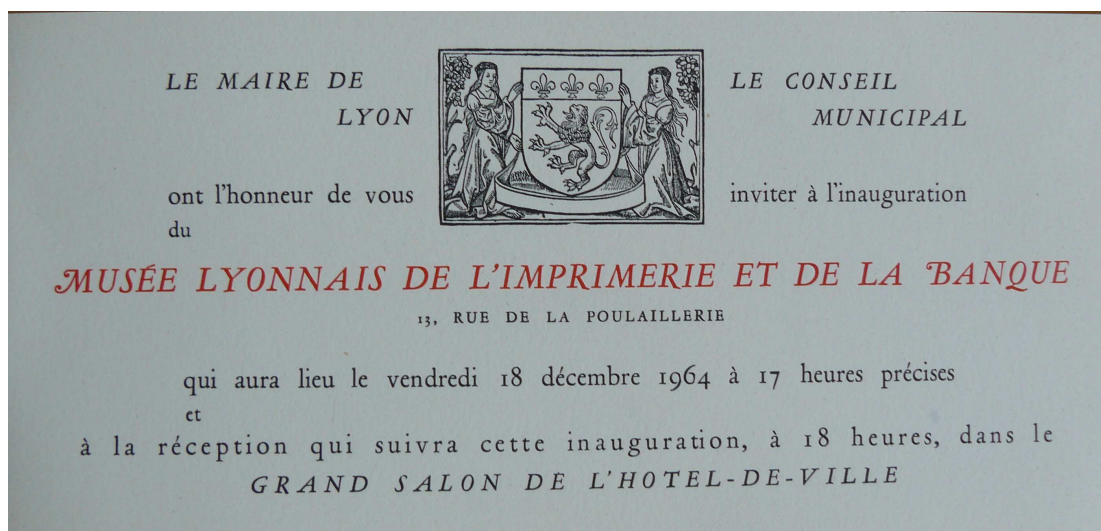 LE MAIRE DE LE CONSEIL
LYON MUNICIPAL
ont l'honneur de vous inviter à l'inauguration
du
MUSÉE LYONNAIS DE L'IMPRIMERIE ET DE LA BANQUE
13, RUE DE LA POULAILLERIE
qui aura lieu le vendredi 18 décembre 1964 à 17 heures précises
et
à la réception qui suivra cette inauguration, à 18 heures, dans le
GRAND SALON DE L'HOTEL-DE-VILLE